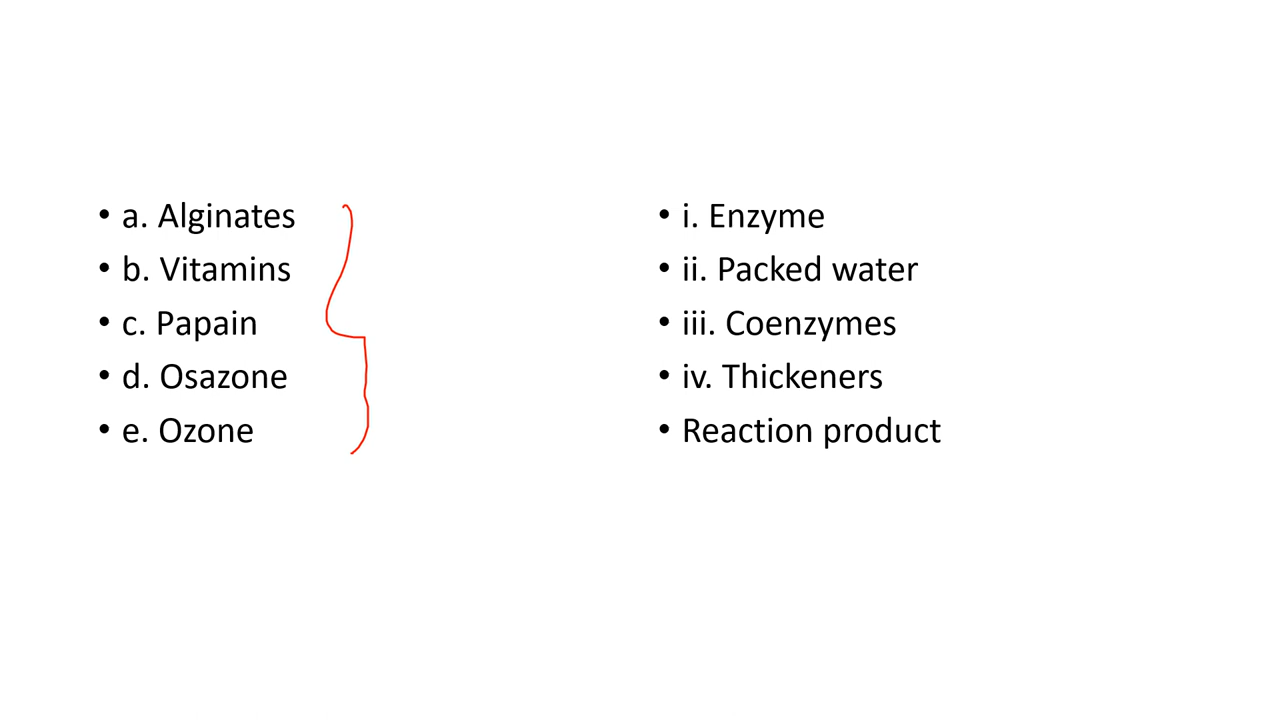 • a. Alginates
• b. Vitamins
• c. Papain
• d. Osazone
• e. Ozone
• i. Enzyme
• ii. Packed water
• iii. Coenzymes
• iv. Thickeners
• Reaction product